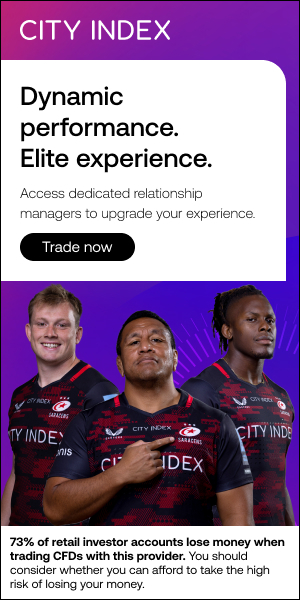 CITY INDEX
Dynamic
performance.
Elite experience.
Access dedicated relationship
managers to upgrade your experience.
Trade now
CITY INDEX
SARACENS
CITY INDEX
SARACENS
CITY INDEX
SARACENS
CITY INDEX
73% of retail investor accounts lose money when
trading CFDs with this provider. You should
consider whether you can afford to take the high
risk of losing your money.